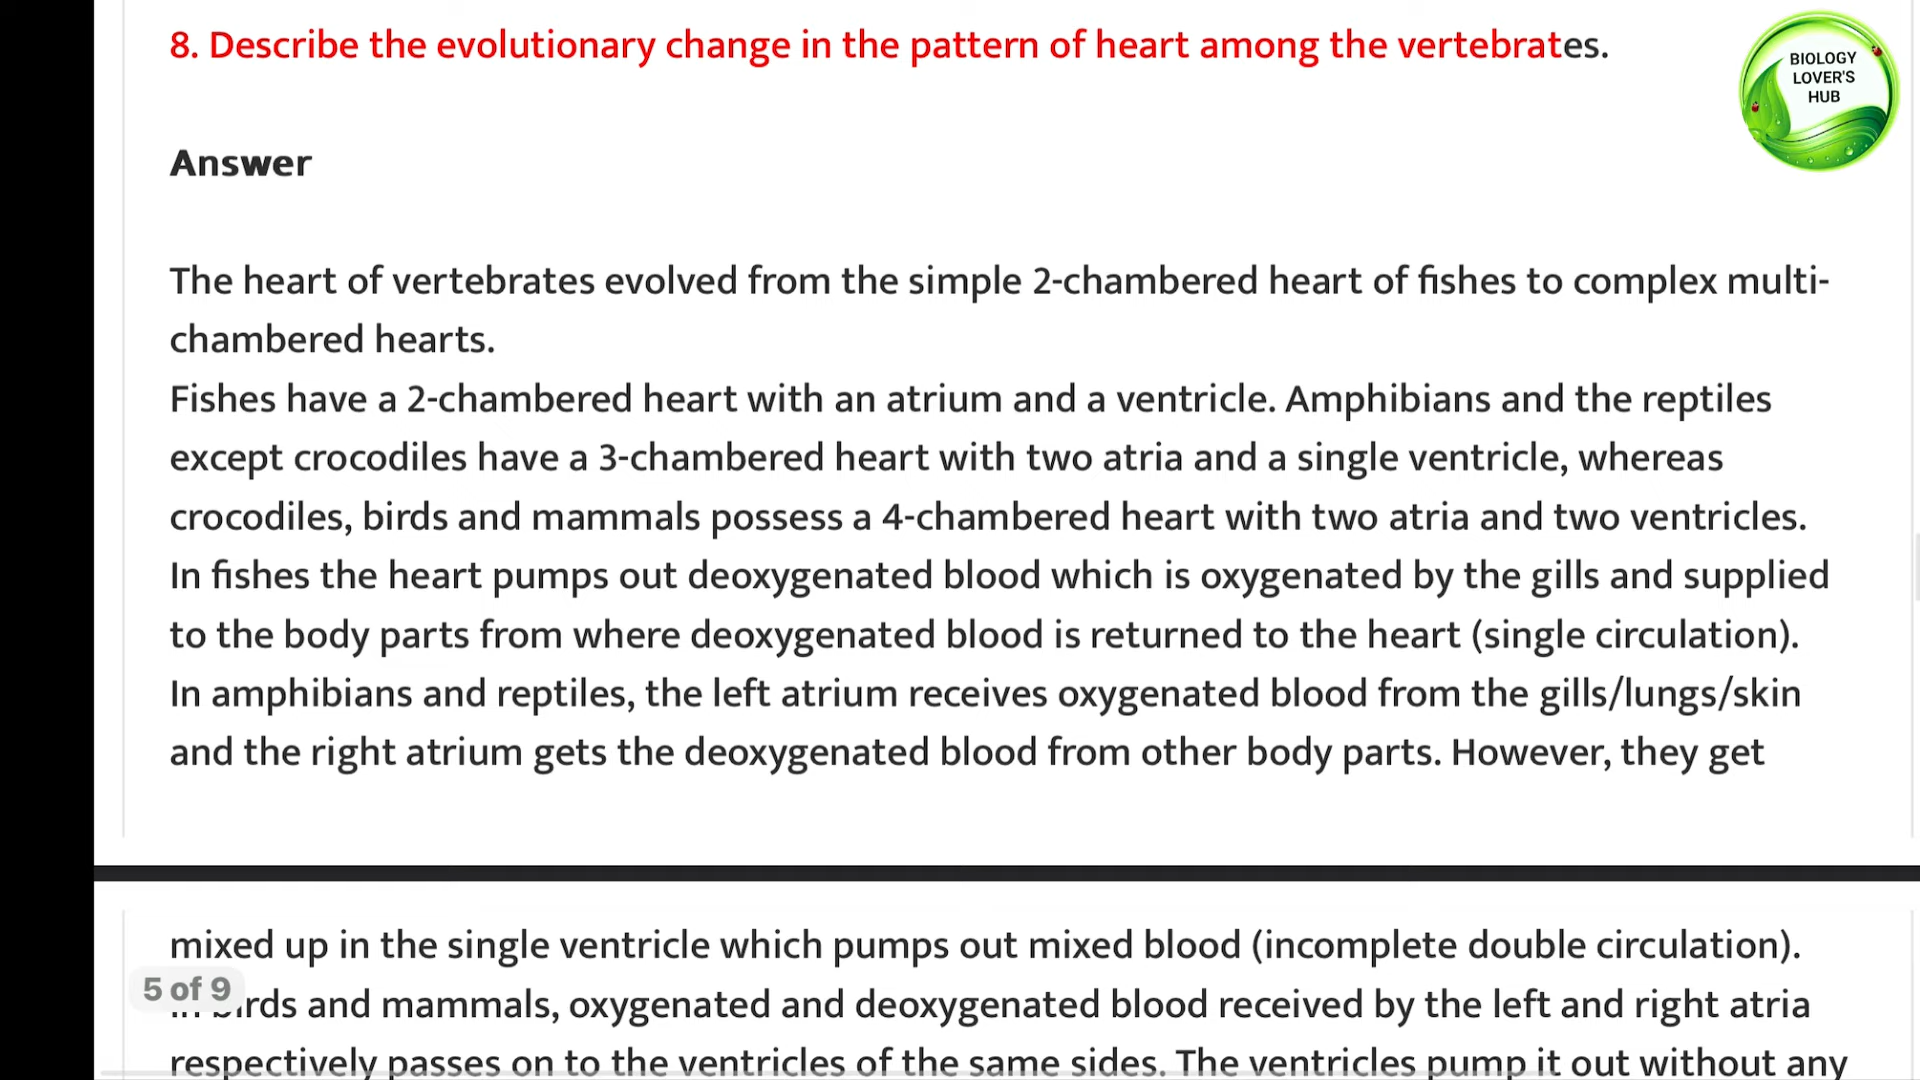 8. Describe the evolutionary change in the pattern of heart among the vertebrates.
BIOLOGY
LOVER'S
HUB
Answer
The heart of vertebrates evolved from the simple 2-chambered heart of fishes to complex multi-
chambered hearts.
Fishes have a 2-chambered heart with an atrium and a ventricle. Amphibians and the reptiles
except crocodiles have a 3-chambered heart with two atria and a single ventricle, whereas
crocodiles, birds and mammals possess a 4-chambered heart with two atria and two ventricles.
In fishes the heart pumps out deoxygenated blood which is oxygenated by the gills and supplied
to the body parts from where deoxygenated blood is returned to the heart (single circulation).
In amphibians and reptiles, the left atrium receives oxygenated blood from the gills/lungs/skin
and the right atrium gets the deoxygenated blood from other body parts. However, they get
mixed up in the single ventricle which pumps out mixed blood (incomplete double circulation).
5 of 9
rds and mammals, oxygenated and deoxygenated blood received by the left and right atria
respectively passes on to the ventricles of the same sides. The ventricles pump it out without any